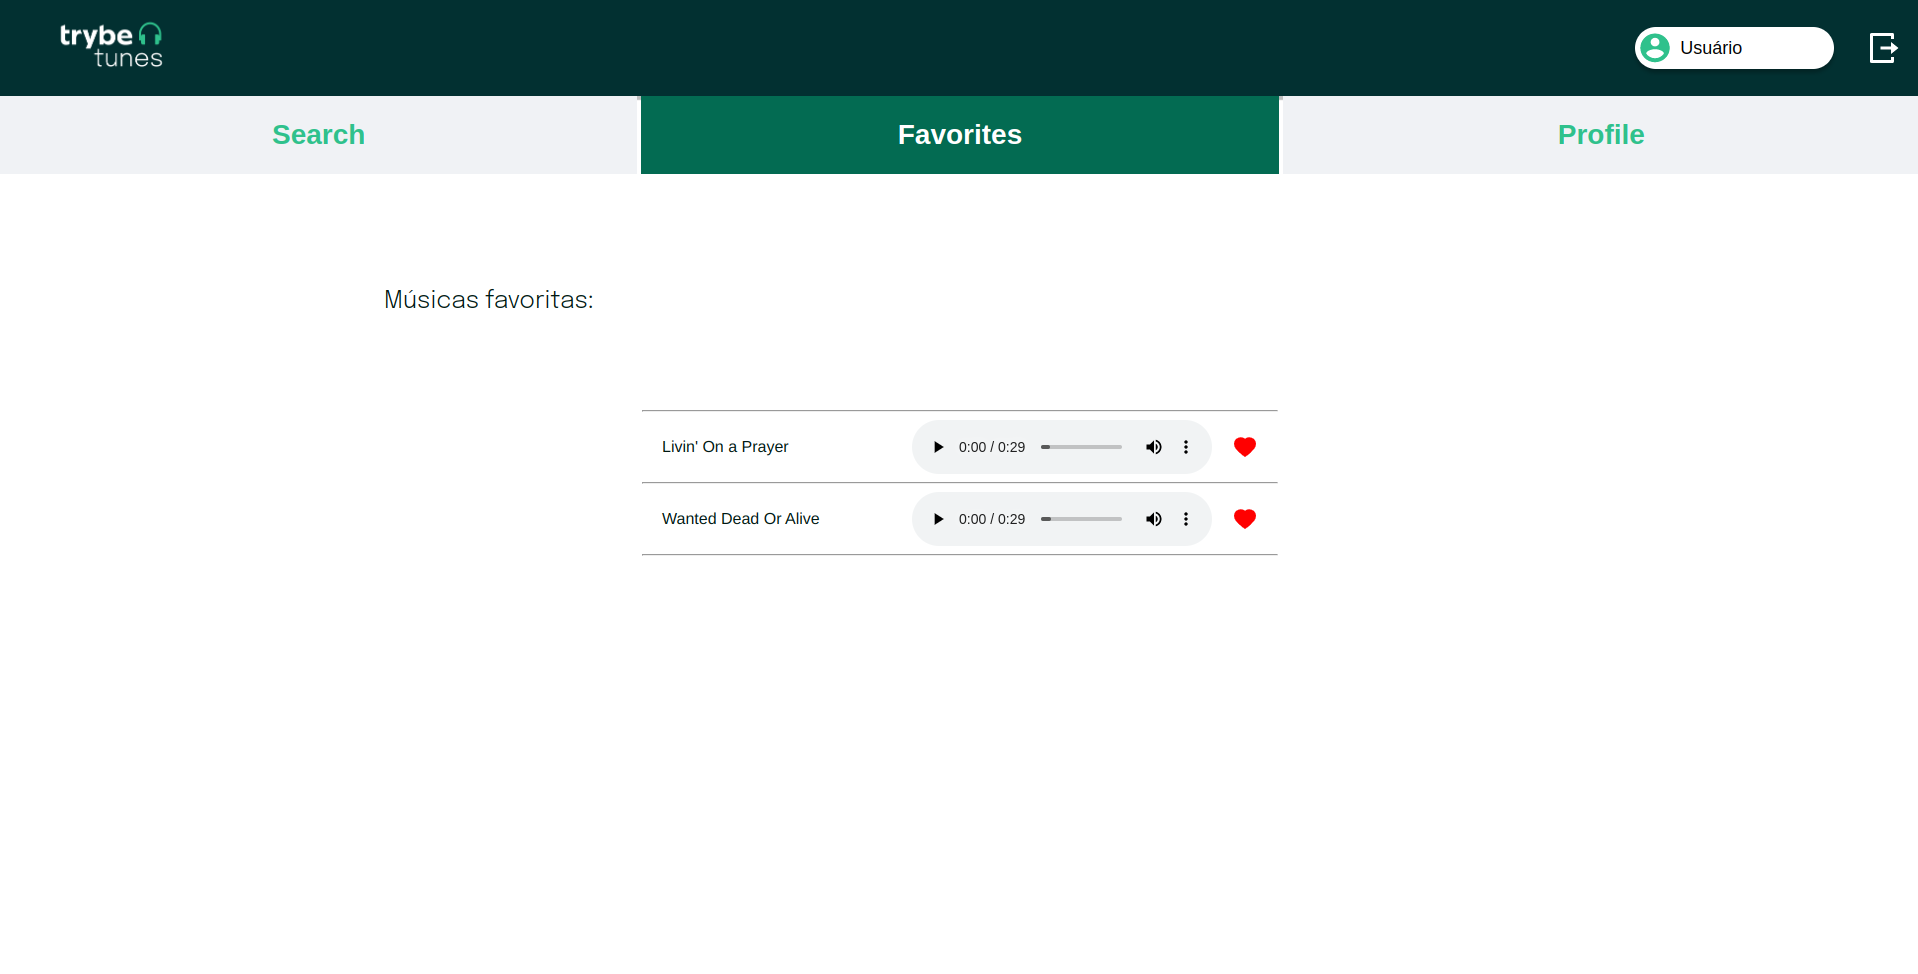 trybe
tunes
Usuário
Search
Favorites
Profile
Músicas favoritas:
Livin' On a Prayer
0:00 / 0:29
Wanted Dead Or Alive
0:00 / 0:29